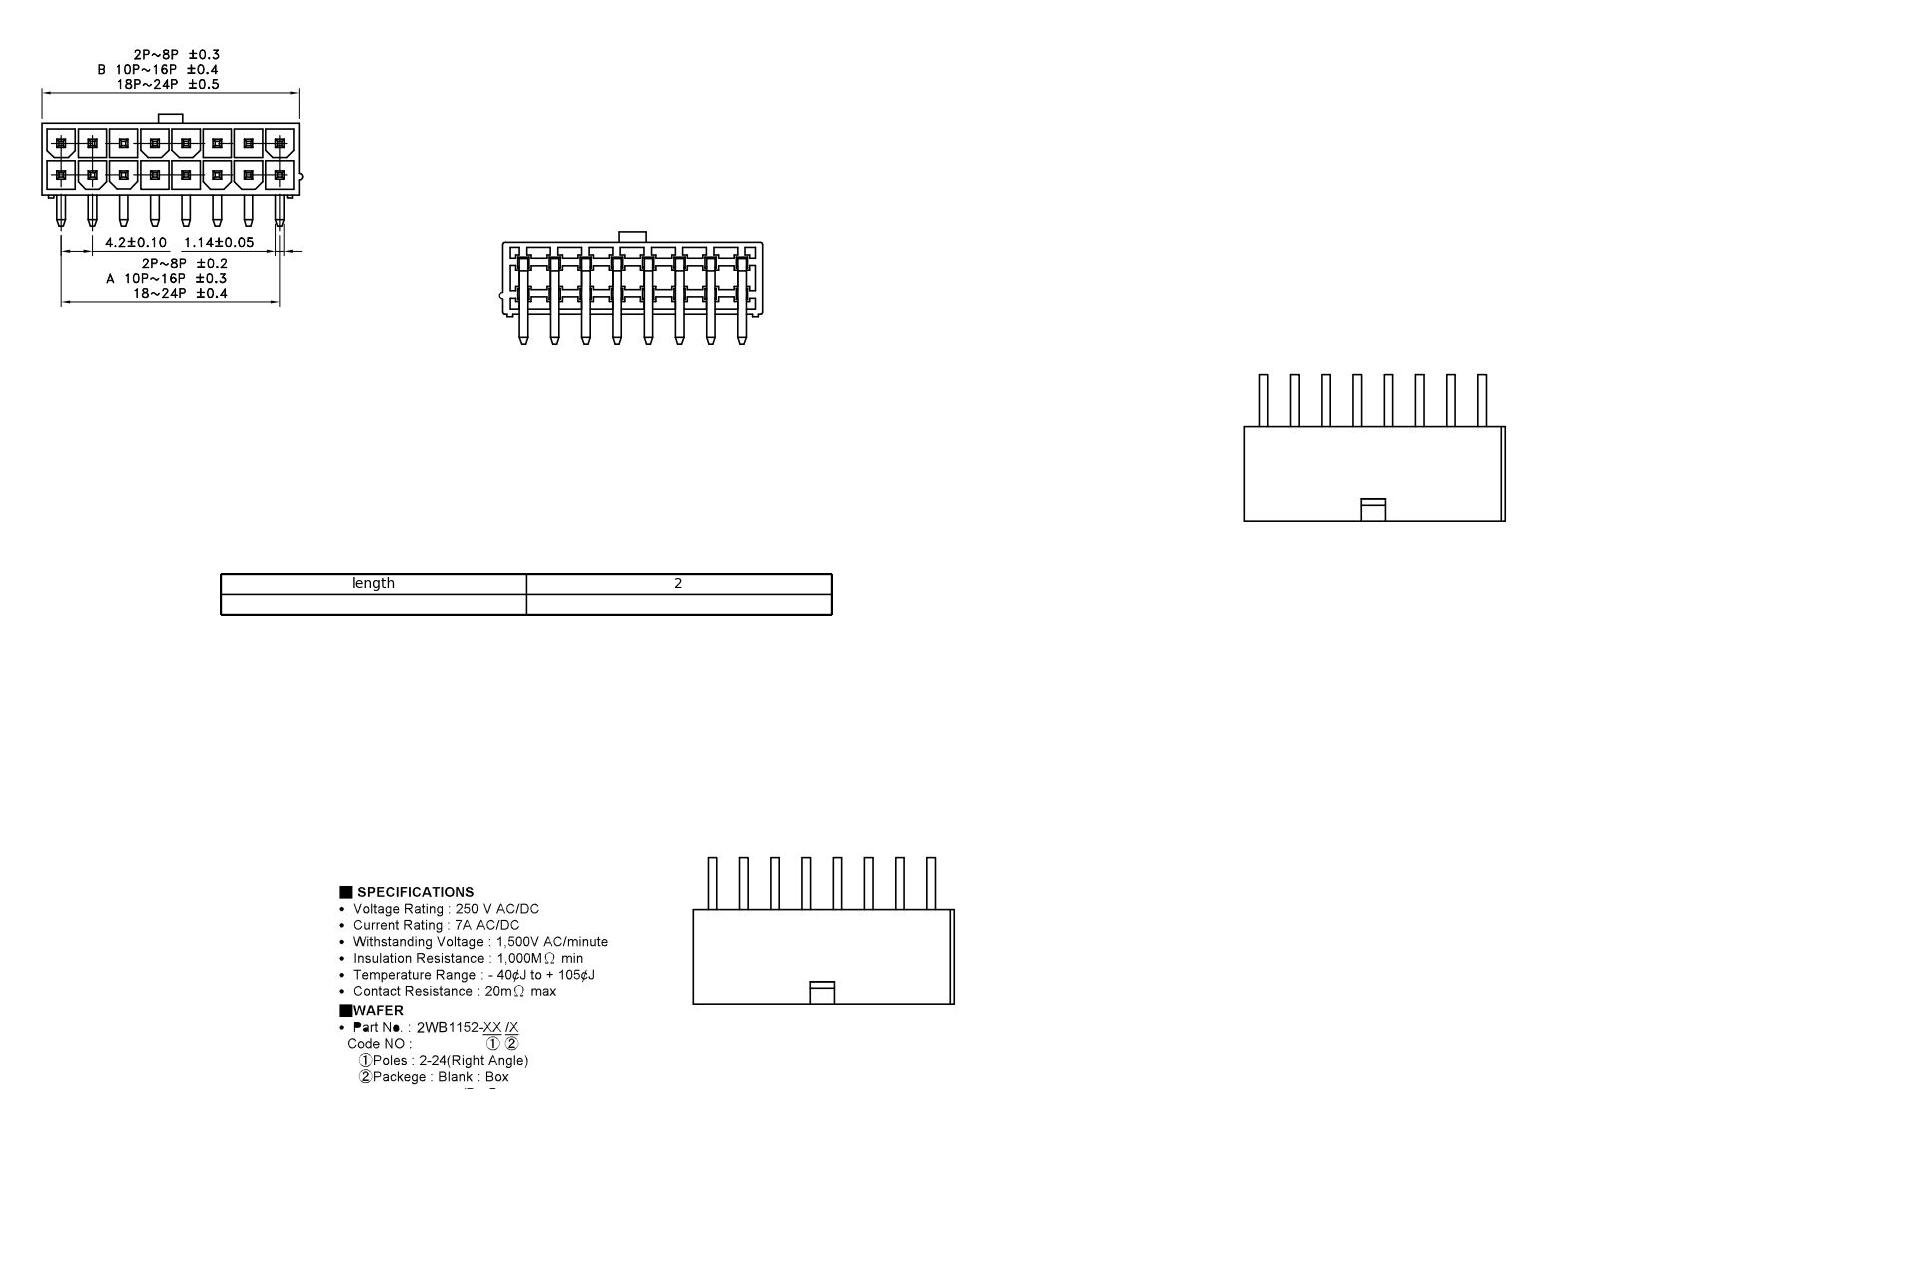 2P~8P ±0.3
B 10P~16P ±0.4
18P~24P ±0.5
4.2±0.10 1.14±0.05
2P~8P ±0.2
A 10P~16P ±0.3
18~24P ±0.4
length 2
■ SPECIFICATIONS
• Voltage Rating : 250 V AC/DC
• Current Rating : 7A AC/DC
• Withstanding Voltage : 1,500V AC/minute
• Insulation Resistance : 1,000MΩ min
• Temperature Range : - 40¢J to + 105¢J
• Contact Resistance : 20mΩ max
■WAFER
• Part No. : 2WB1152-XX /X
Code NO : ① ②
①Poles : 2-24(Right Angle)
②Packege : Blank : Box